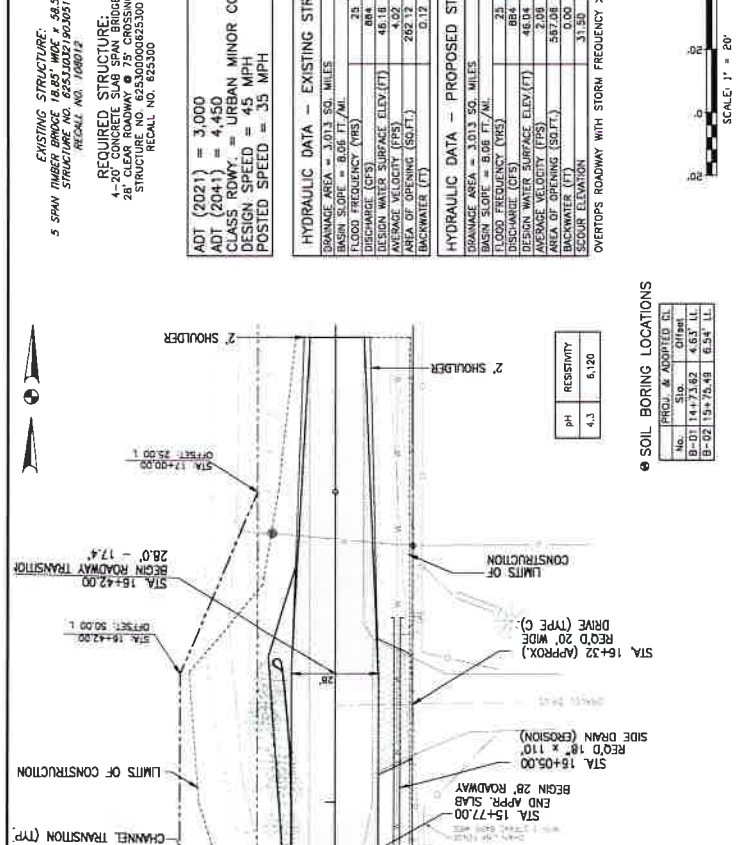 EXISTING STRUCTURE:
5 SPAN TIMBER BRIDGE 18.85' WIDE x 58.5
STRUCTURE NO. 62531032190305I
RECALL NO. 108012
REQUIRED STRUCTURE:
4-20' CONCRETE SLAB SPAN BRIDGE
28' CLEAR ROADWAY @ 75° CROSSING
STRUCTURE NO. 62530000G625300
RECALL NO. 625300
ADT (2021) = 3,000
ADT (2041) = 4,450
CLASS RDWY. = URBAN MINOR CO
DESIGN SPEED = 45 MPH
POSTED SPEED = 35 MPH
HYDRAULIC DATA - EXISTING STR
DRAINAGE AREA = 3.013 SQ. MILES
BASIN SLOPE = 8.06 FT./MI.
FLOOD FREQUENCY (YRS) 25
DISCHARGE (CFS) 884
DESIGN WATER SURFACE ELEV.(FT) 46.16
AVERAGE VELOCITY (FPS) 4.02
AREA OF OPENING (SQ.FT.) 262.12
BACKWATER (FT) 0.12
HYDRAULIC DATA - PROPOSED ST
DRAINAGE AREA = 3.013 SQ. MILES
BASIN SLOPE = 8.06 FT./MI.
FLOOD FREQUENCY (YRS) 25
DISCHARGE (CFS) 884
DESIGN WATER SURFACE ELEV.(FT) 46.04
AVERAGE VELOCITY (FPS) 2.06
AREA OF OPENING (SQ.FT.) 567.06
BACKWATER (FT) 0.00
SCOUR ELEVATION 31.50
OVERTOPS ROADWAY WITH STORM FREQUENCY >
.02 .02
SCALE: 1" = 20'
2' SHOULDER
2' SHOULDER
STA: 17+00.00
OFFSET: 25.00 L
STA. 16+42.00
BEGIN ROADWAY TRANSITION
28.0' - 17.4'
STA: 16+42.00
OFFSET: 50.00 L
28'
LIMITS OF CONSTRUCTION
CHANNEL TRANSITION (TYP.
LIMITS OF
CONSTRUCTION
STA. 16+32 (APPROX.)
REQ'D 20' WIDE
DRIVE (TYPE C)
GRAVEL DRIVE
STA. 16+05.00
REQ'D 18" x 110'
SIDE DRAIN (EROSION)
STA. 15+77.00
END APPR. SLAB
BEGIN 28' ROADWAY
pH RESISTIVITY
4.3 6,120
SOIL BORING LOCATIONS
PROJ. & ADOPTED CL
No. Sta. Offset
B-01 14+73.62 4.63' Lt.
B-02 15+75.49 6.54' Lt.